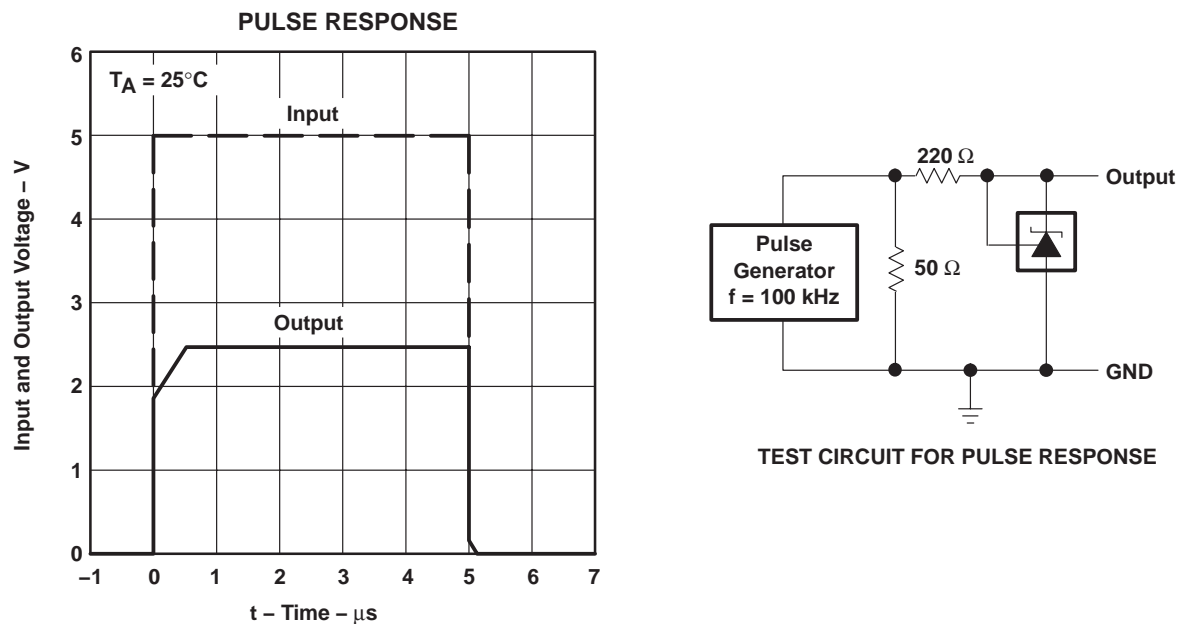 PULSE RESPONSE
Input and Output Voltage – V
6
5
4
3
2
1
0
TA = 25°C
Input
Output
–1 0 1 2 3 4 5 6 7
t – Time – μs
220 Ω
Output
Pulse
Generator
f = 100 kHz
50 Ω
GND
TEST CIRCUIT FOR PULSE RESPONSE